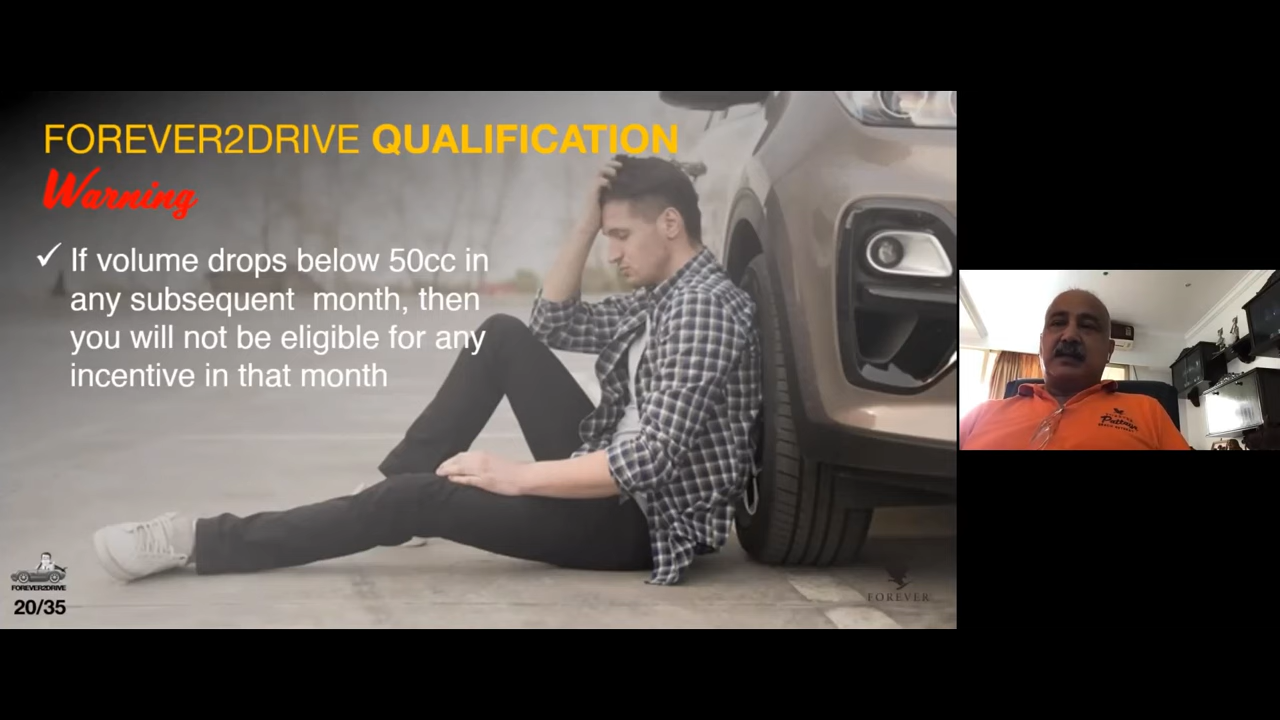 FOREVER2DRIVE QUALIFICATION
Warning
✓ If volume drops below 50cc in
any subsequent month, then
you will not be eligible for any
incentive in that month
FOREVER2DRIVE
20/35
FOREVER